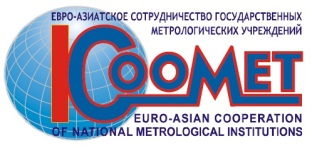 ЕВРО-АЗИАТСКОЕ СОТРУДНИЧЕСТВО ГОСУДАРСТВЕННЫХ
МЕТРОЛОГИЧЕСКИХ УЧРЕЖДЕНИЙ
COOMET
EURO-ASIAN COOPERATION
OF NATIONAL METROLOGICAL INSTITUTIONS